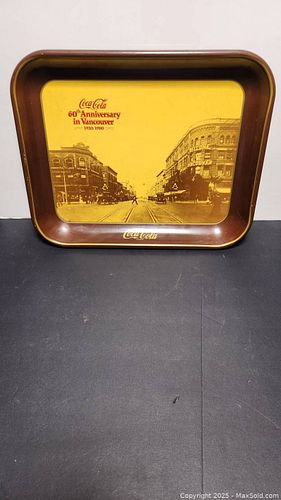 Coca-Cola
60th Anniversary
in Vancouver
1920 1980
Coca-Cola
Copyright © 2025 - MaxSold.com